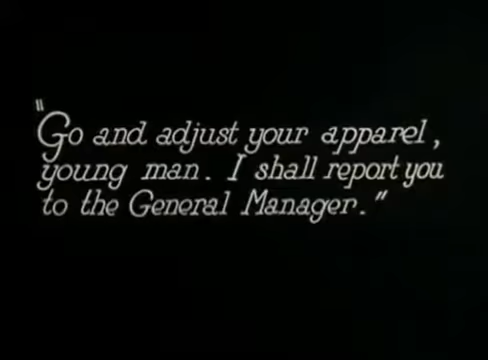 "Go and adjust your apparel,
young man. I shall report you
to the General Manager."